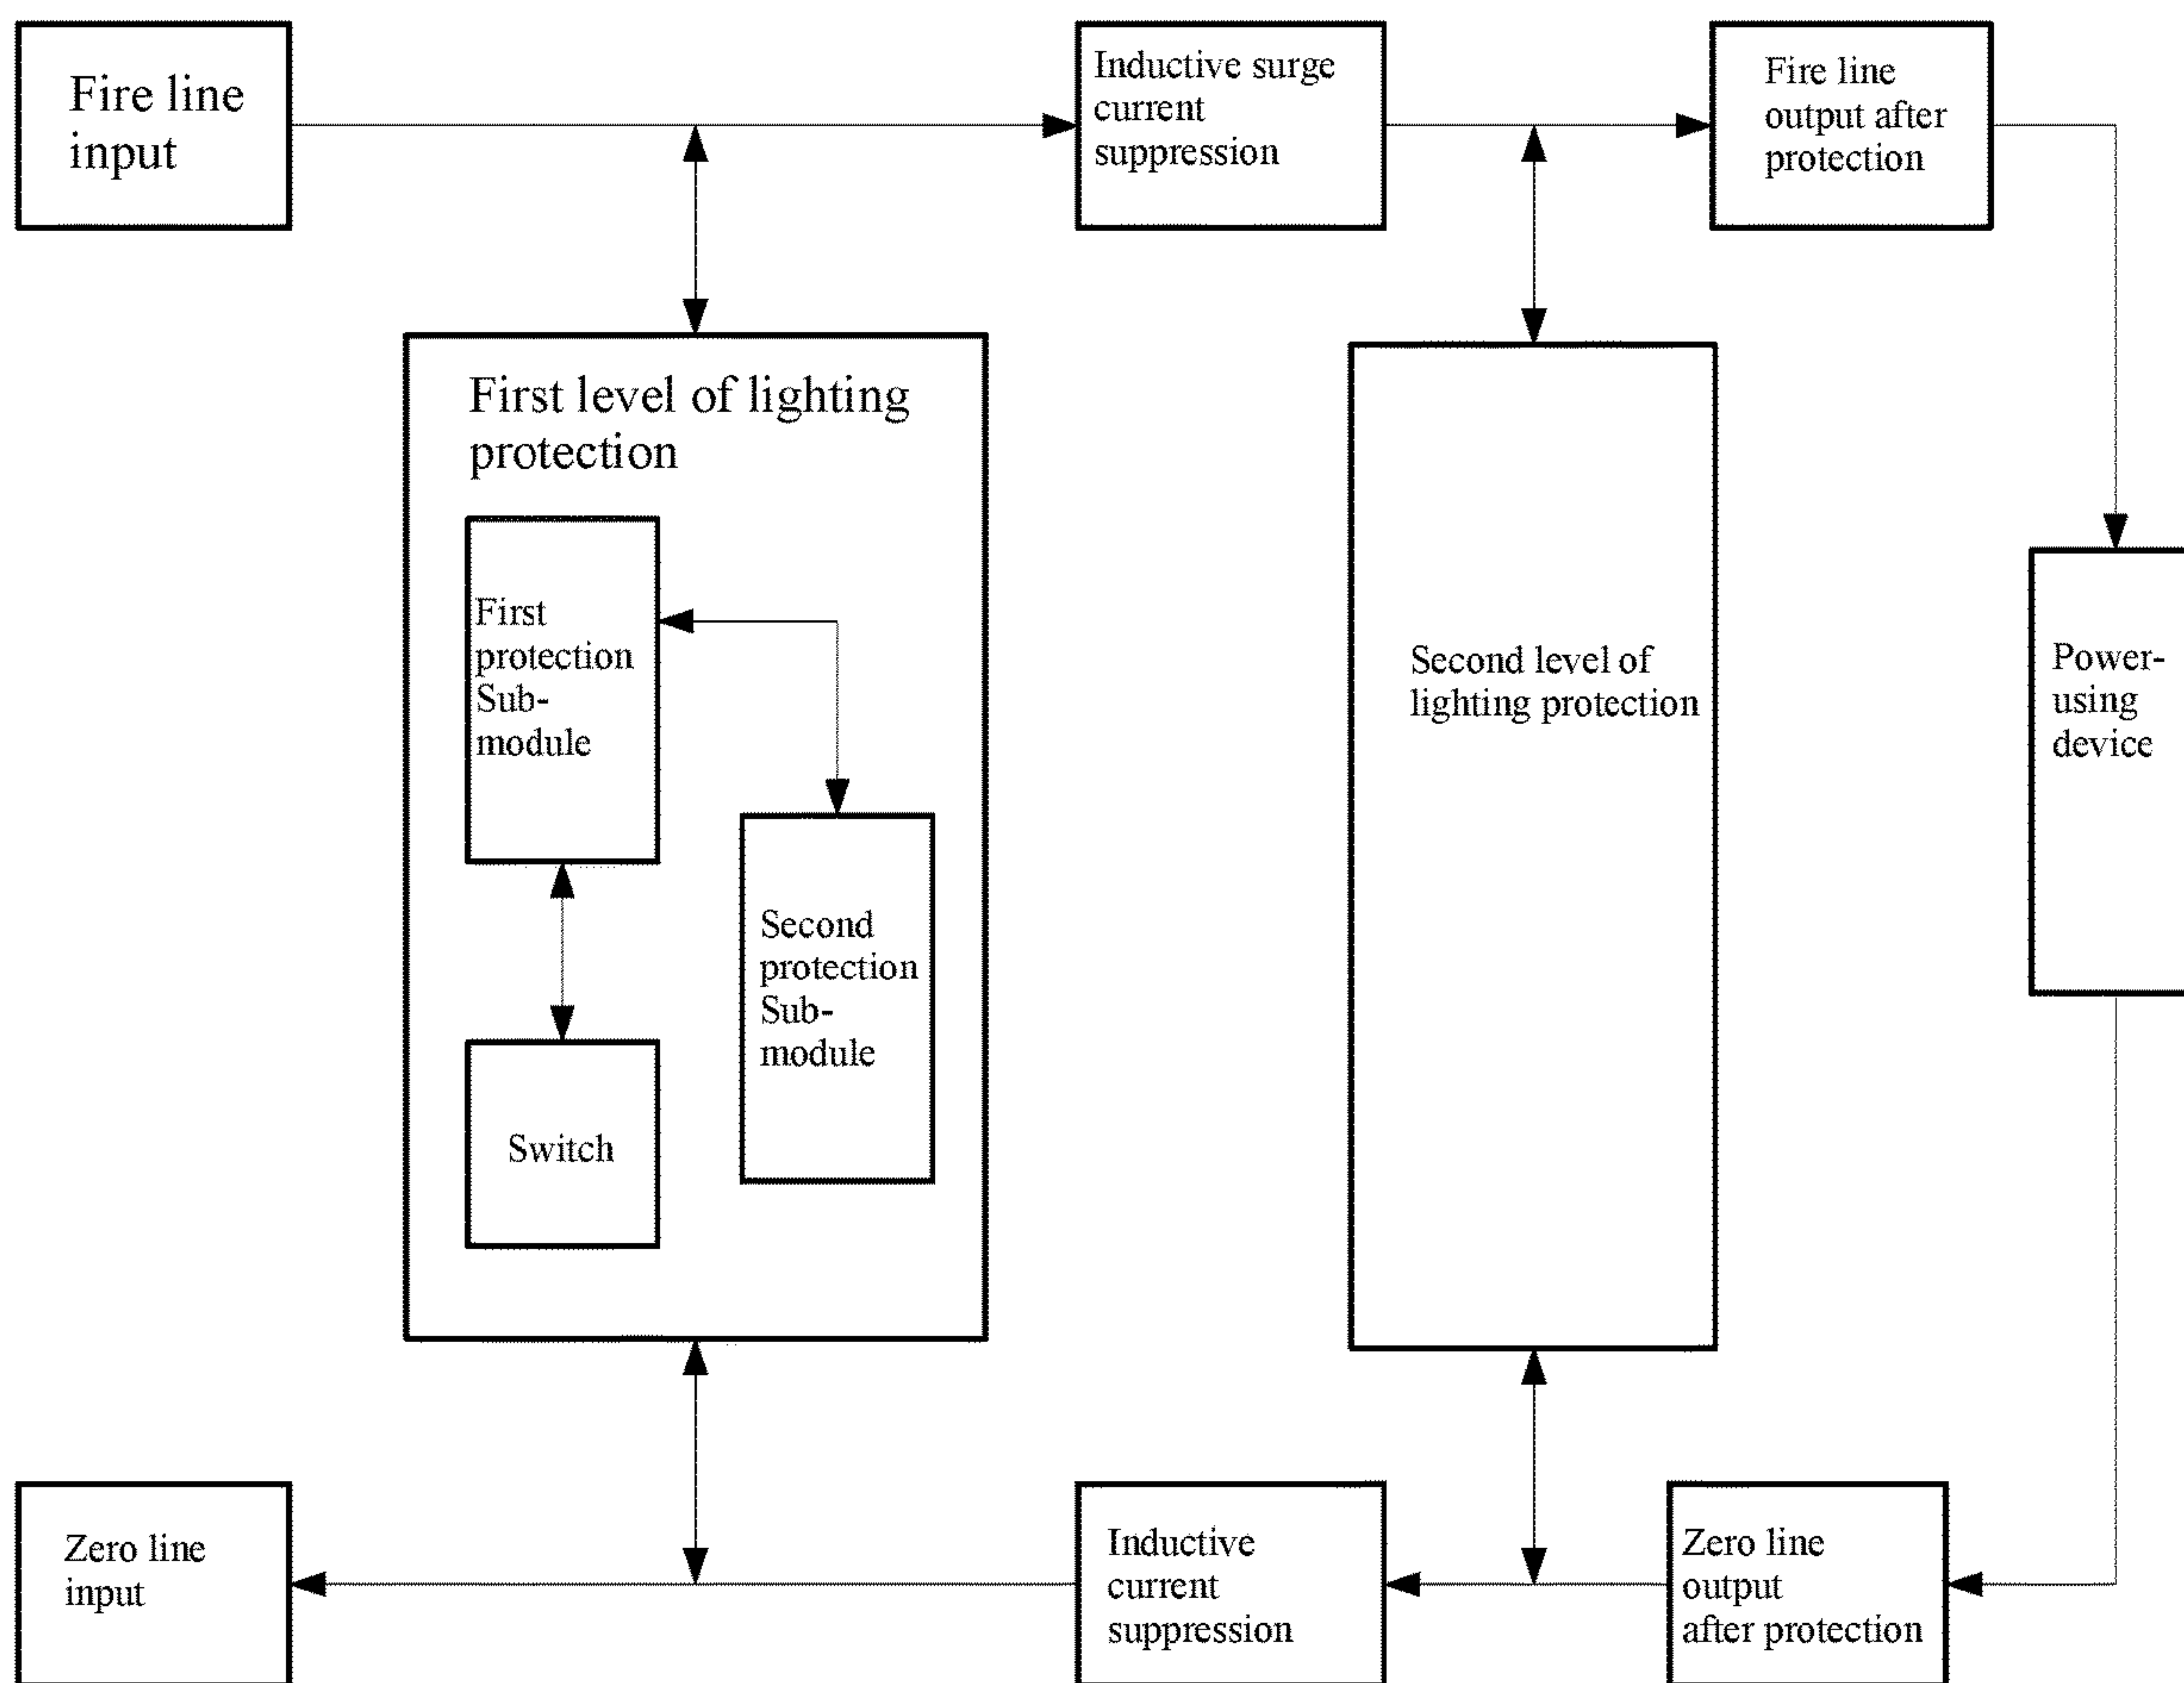 Fire line
input
Inductive surge
current
suppression
Fire line
output after
protection
First level of lighting
protection
First
protection
Sub-
module
Second
protection
Sub-
module
Switch
Second level of
lighting protection
Power-
using
device
Zero line
input
Inductive
current
suppression
Zero line
output
after protection